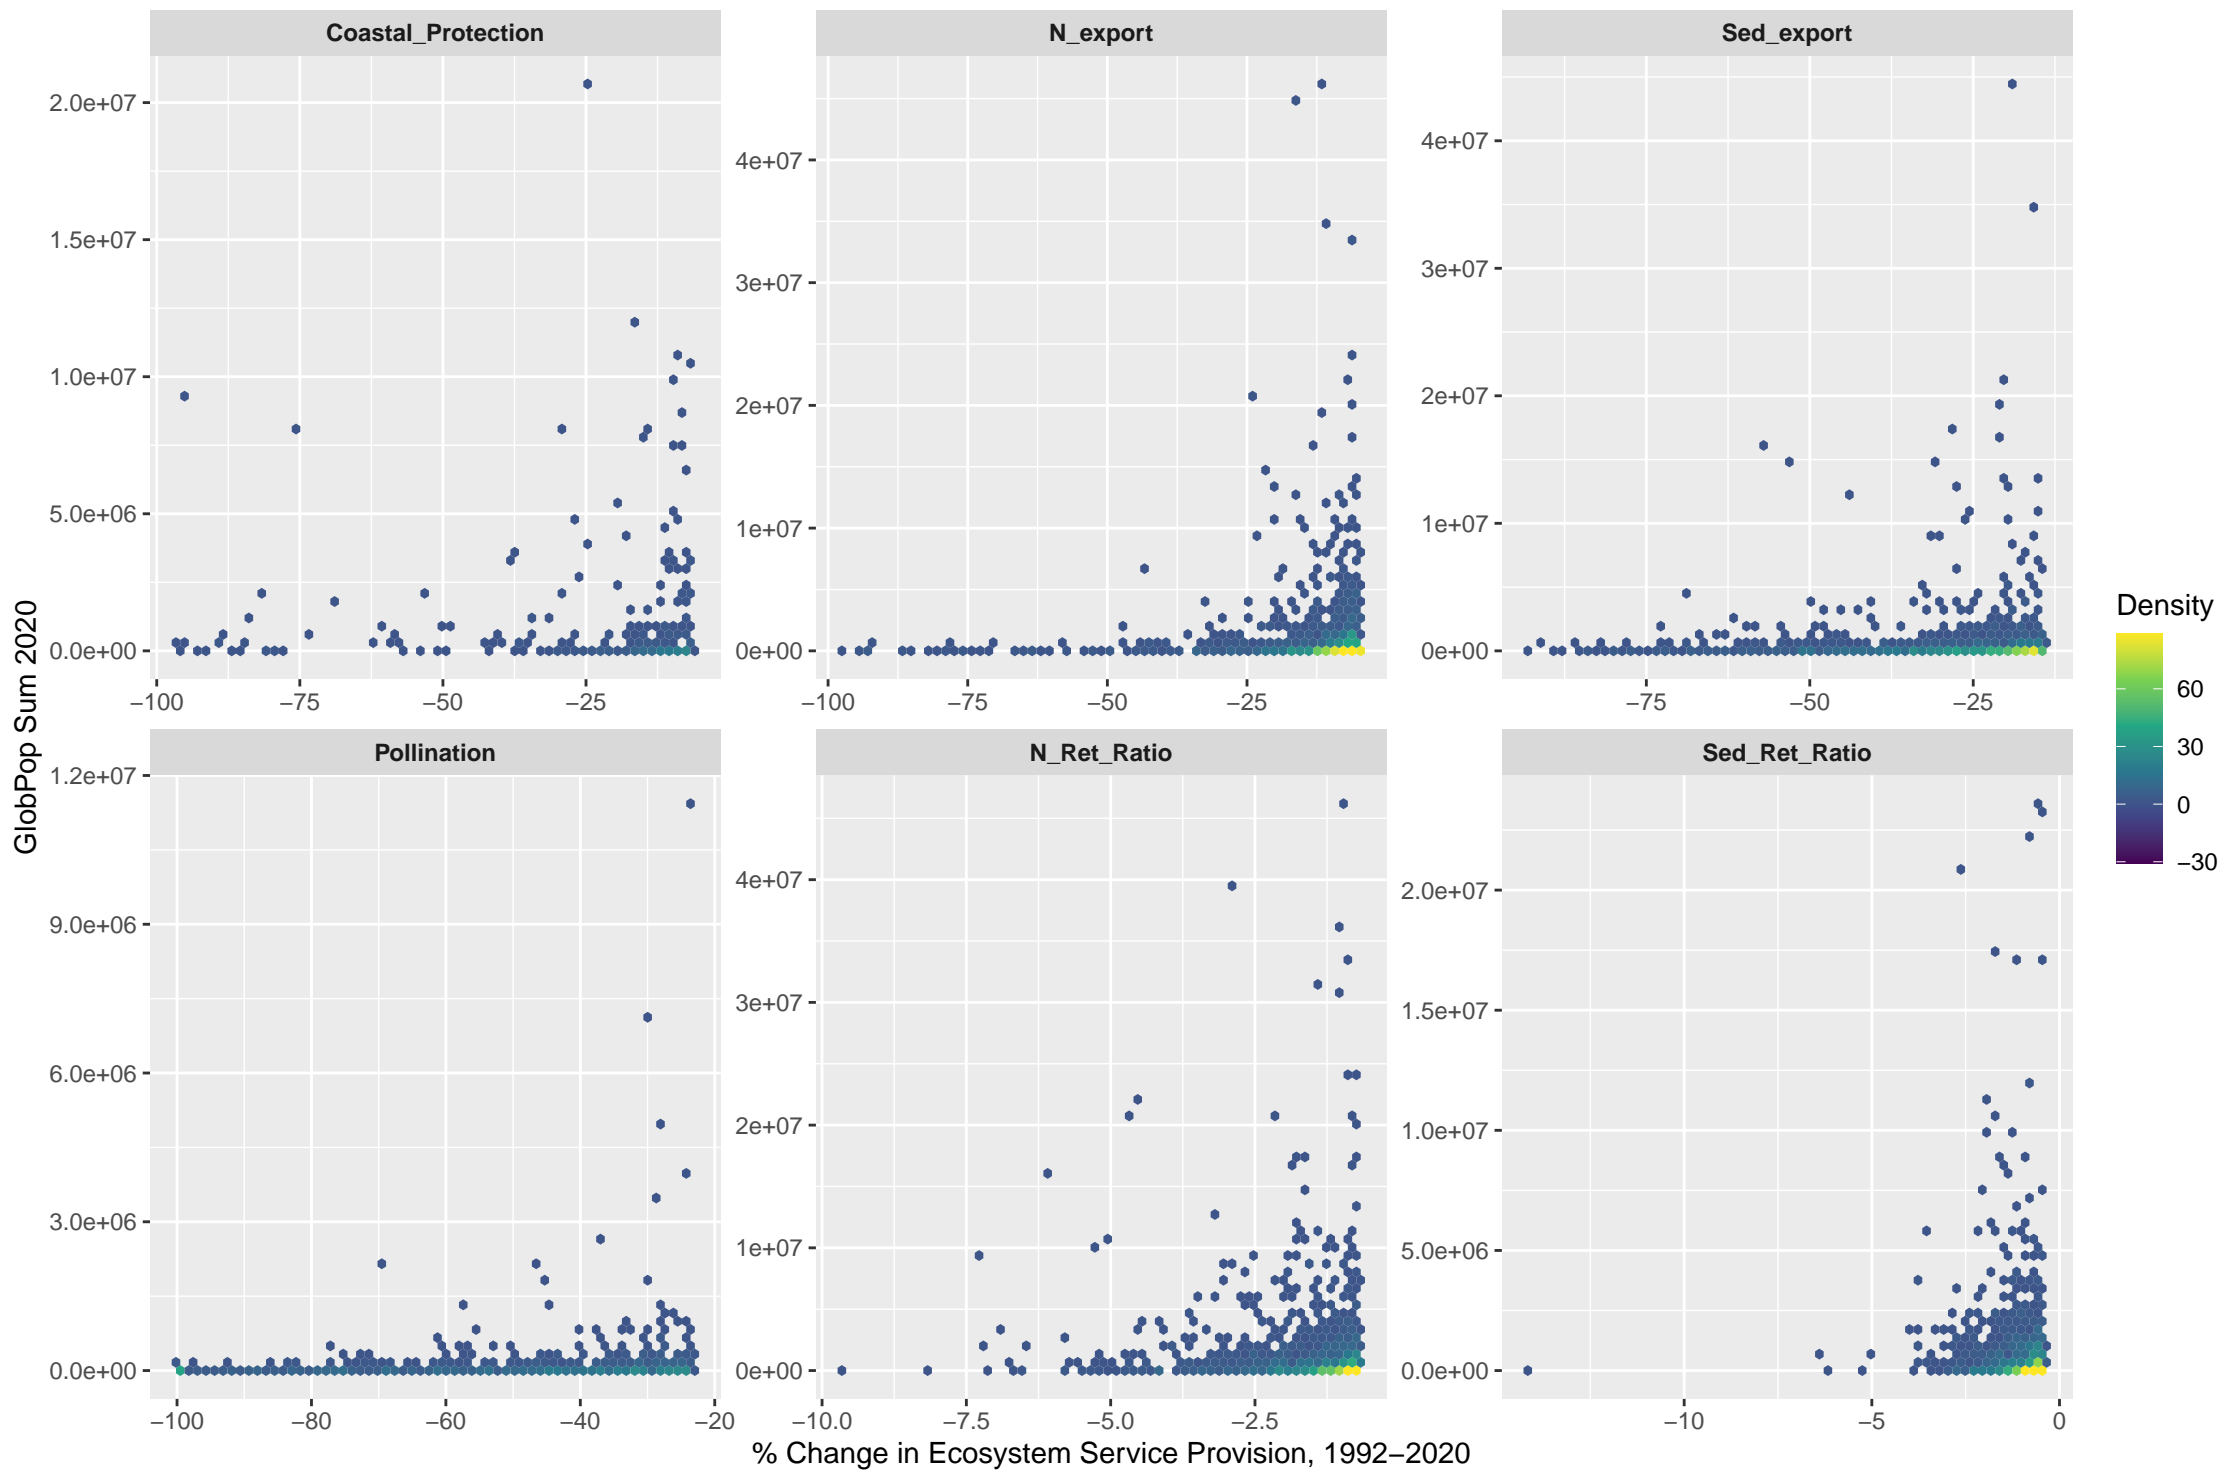 Coastal_Protection
N_export
Sed_export
2.0e+07
1.5e+07
1.0e+07
5.0e+06
0.0e+00
−100 −75 −50 −25
4e+07
3e+07
2e+07
1e+07
0e+00
−100 −75 −50 −25
4e+07
3e+07
2e+07
1e+07
0e+00
−75 −50 −25
Pollination
N_Ret_Ratio
Sed_Ret_Ratio
1.2e+07
9.0e+06
6.0e+06
3.0e+06
0.0e+00
−100 −80 −60 −40 −20
4e+07
3e+07
2e+07
1e+07
0e+00
−10.0 −7.5 −5.0 −2.5
2.0e+07
1.5e+07
1.0e+07
5.0e+06
0.0e+00
−10 −5 0
% Change in Ecosystem Service Provision, 1992−2020
GlobPop Sum 2020
Density
60
30
0
−30